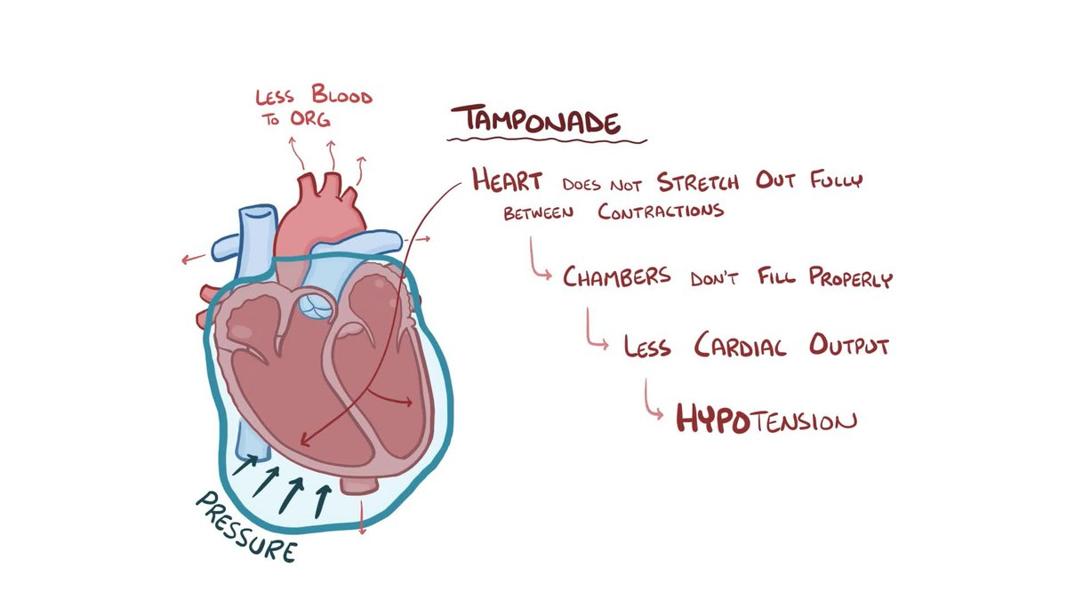 LESS BLOOD
TO ORG
TAMPONADE
HEART DOES NOT STRETCH OUT FULLY
BETWEEN CONTRACTIONS
CHAMBERS DON'T FILL PROPERLY
LESS CARDIAC OUTPUT
HYPOTENSION
PRESSURE